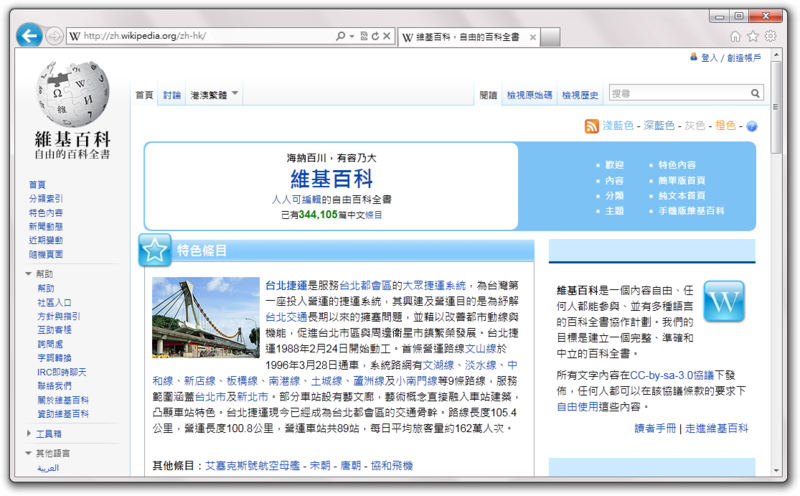 http://zh.wikipedia.org/zh-hk/
維基百科，自由的百科全書
登入 / 創造帳戶
維基百科
自由的百科全書
首頁 討論 港澳繁體 閱讀 檢視原始碼 檢視歷史 搜尋
淺藍色 - 深藍色 - 灰色 - 橙色 -
海納百川，有容乃大
維基百科
人人可編輯的自由百科全書
已有344,105篇中文條目
歡迎 特色內容
內容 簡單版首頁
分類 純文本首頁
主題 手機版維基百科
首頁
分類索引
特色內容
新聞動態
近期變動
隨機頁面
幫助
幫助
社區入口
方針與指引
互助客棧
詢問處
字詞轉換
IRC即時聊天
聯絡我們
關於維基百科
資助維基百科
工具箱
其他語言
العربية
特色條目
台北捷運是服務台北都會區的大眾捷運系統，為台灣第
一座投入營運的捷運系統，其興建及營運目的是為紓解
台北交通長期以來的擁塞問題，並藉以改善都市動線與
機能，促進台北市區與周邊衛星市鎮繁榮發展。台北捷
運1988年2月24日開始動工。首條營運路線文山線於
1996年3月28日通車，系統路網有文湖線、淡水線、中
和線、新店線、板橋線、南港線、土城線、蘆洲線及小南門線等9條路線，服務
範圍涵蓋台北市及新北市。部分車站設有藝文廊，藝術概念直接融入車站建築，
凸顯車站特色。台北捷運現今已經成為台北都會區的交通骨幹。路線長度105.4
公里，營運長度100.8公里，營運車站共89站，每日平均旅客量約162萬人次。
其他條目：艾塞克斯號航空母艦 - 宋朝 - 唐朝 - 協和飛機
維基百科是一個內容自由、任
何人都能參與、並有多種語言
的百科全書協作計劃。我們的
目標是建立一個完整、準確和
中立的百科全書。
所有文字內容在CC-by-sa-3.0協議下發
佈，任何人都可以在該協議條款的要求下
自由使用這些內容。
讀者手冊 | 走進維基百科